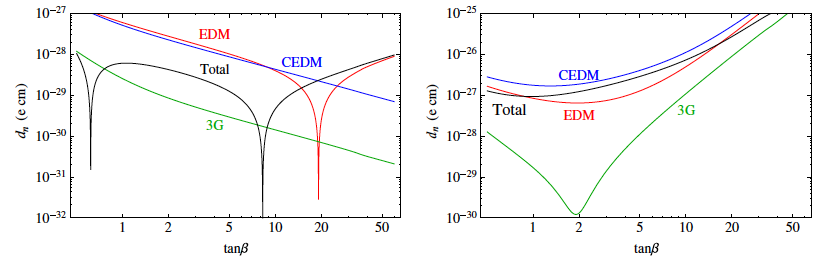 10−27
10−28
10−29
10−30
10−31
10−32
dn (e cm)
EDM
CEDM
Total
3G
1 2 5 10 20 50
tanβ
10−25
10−26
10−27
10−28
10−29
10−30
dn (e cm)
CEDM
Total
EDM
3G
1 2 5 10 20 50
tanβ